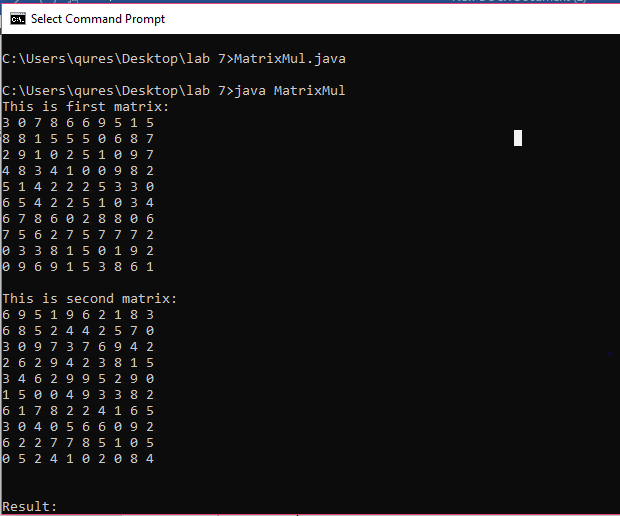 Select Command Prompt
C:\Users\qures\Desktop\lab 7>MatrixMul.java
C:\Users\qures\Desktop\lab 7>java MatrixMul
This is first matrix:
3 0 7 8 6 6 9 5 1 5
8 8 1 5 5 5 0 6 8 7
2 9 1 0 2 5 1 0 9 7
4 8 3 4 1 0 0 9 8 2
5 1 4 2 2 2 5 3 3 0
6 5 4 2 2 5 1 0 3 4
6 7 8 6 0 2 8 8 0 6
7 5 6 2 7 5 7 7 7 2
0 3 3 8 1 5 0 1 9 2
0 9 6 9 1 5 3 8 6 1
This is second matrix:
6 9 5 1 9 6 2 1 8 3
6 8 5 2 4 4 2 5 7 0
3 0 9 7 3 7 6 9 4 2
2 6 2 9 4 2 3 8 1 5
3 4 6 2 9 9 5 2 9 0
1 5 0 0 4 9 3 3 8 2
6 1 7 8 2 2 4 1 6 5
3 0 4 0 5 6 6 0 9 2
6 2 2 7 7 8 5 1 0 5
0 5 2 4 1 0 2 0 8 4
Result: